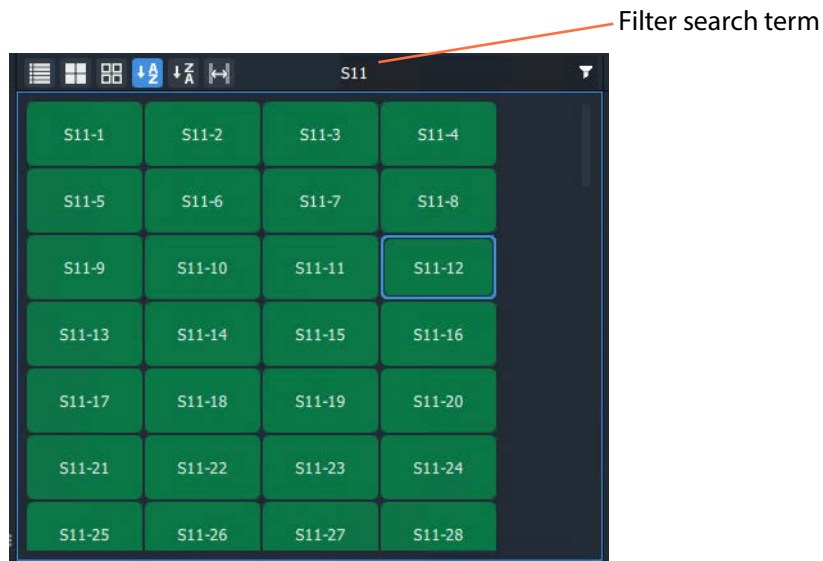 Filter search term
S11
S11-1 S11-2 S11-3 S11-4
S11-5 S11-6 S11-7 S11-8
S11-9 S11-10 S11-11 S11-12
S11-13 S11-14 S11-15 S11-16
S11-17 S11-18 S11-19 S11-20
S11-21 S11-22 S11-23 S11-24
S11-25 S11-26 S11-27 S11-28